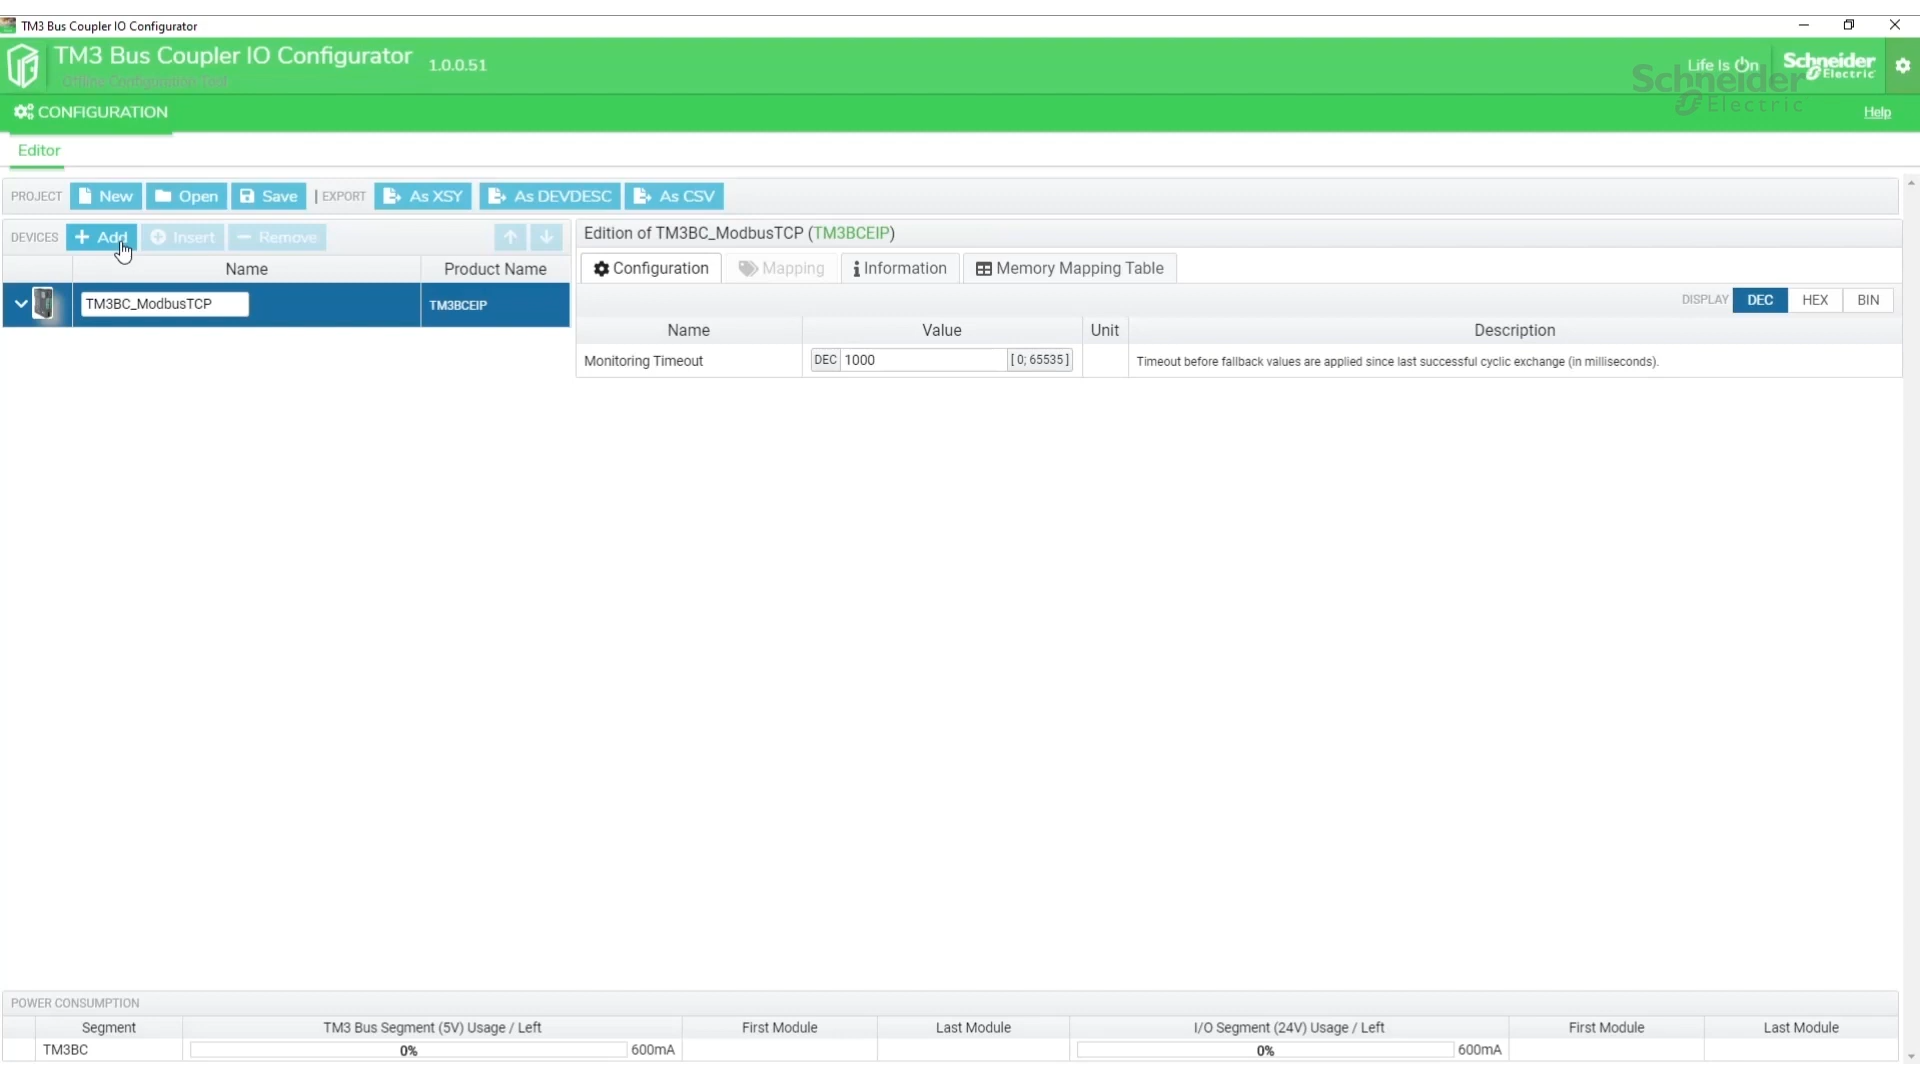 TM3 Bus Coupler IO Configurator
TM3 Bus Coupler IO Configurator 1.0.0.51
Offline Configuration Tool
Life Is On
Schneider Electric
Schneider Electric
CONFIGURATION
Help
Editor
PROJECT New Open Save | EXPORT As XSY As DEVDESC As CSV
DEVICES Add Insert Remove
Name Product Name
TM3BC_ModbusTCP TM3BCEIP
Edition of TM3BC_ModbusTCP (TM3BCEIP)
Configuration Mapping Information Memory Mapping Table
DISPLAY DEC HEX BIN
Name Value Unit Description
Monitoring Timeout DEC 1000 [ 0; 65535 ] Timeout before fallback values are applied since last successful cyclic exchange (in milliseconds).
POWER CONSUMPTION
Segment TM3 Bus Segment (5V) Usage / Left First Module Last Module I/O Segment (24V) Usage / Left First Module Last Module
TM3BC 0% 600mA 0% 600mA